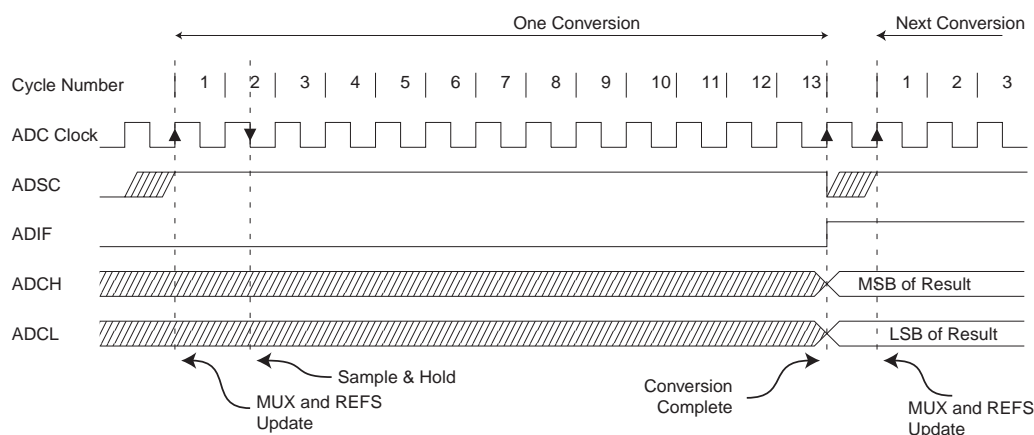 One Conversion Next Conversion
Cycle Number 1 2 3 4 5 6 7 8 9 10 11 12 13 1 2 3
ADC Clock
ADSC
ADIF
ADCH MSB of Result
ADCL LSB of Result
Sample & Hold
MUX and REFS
Update
Conversion
Complete
MUX and REFS
Update